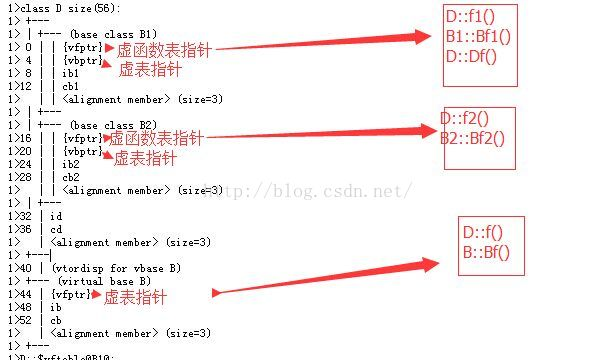 1>class D size(56):
1> +---
1> | +--- (base class B1)
1> 0 | | {vfptr} 虚函数表指针
1> 4 | | {vbptr} 虚表指针
1> 8 | | ib1
1>12 | | cb1
1> | | <alignment member> (size=3)
1> | +---
1> | +--- (base class B2)
1>16 | | {vfptr} 虚函数表指针
1>20 | | {vbptr} 虚表指针
1>24 | | ib2
1>28 | | cb2
1> | | <alignment member> (size=3)
1> | +---
1>32 | id
1>36 | cd
1> | <alignment member> (size=3)
1> +---
1>40 | (vtordisp for vbase B)
1> +--- (virtual base B)
1>44 | {vfptr} 虚表指针
1>48 | ib
1>52 | cb
1> | <alignment member> (size=3)
1> +---
D::f1()
B1::Bf1()
D::Df()
D::f2()
B2::Bf2()
D::f()
B::Bf()
http://blog.csdn.net/